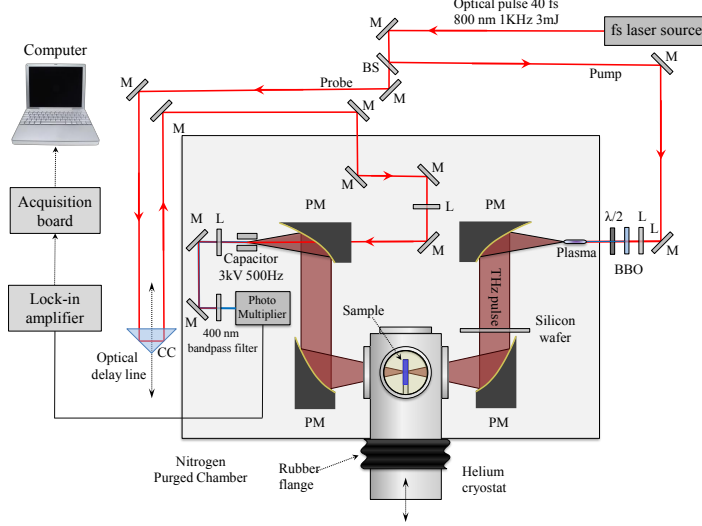 Optical pulse 40 fs
800 nm 1KHz 3mJ
fs laser source
M
Computer
BS
M
M
Probe
Pump
M
M
M
M
PM
PM
M
M
L
Acquisition
board
M
L
M
Capacitor
3kV 500Hz
λ/2
L
L
M
Plasma
BBO
THz pulse
Lock-in
amplifier
M
Photo
Multiplier
400 nm
bandpass filter
Sample
Silicon
wafer
CC
Optical
delay line
PM
PM
Nitrogen
Purged Chamber
Rubber
flange
Helium
cryostat